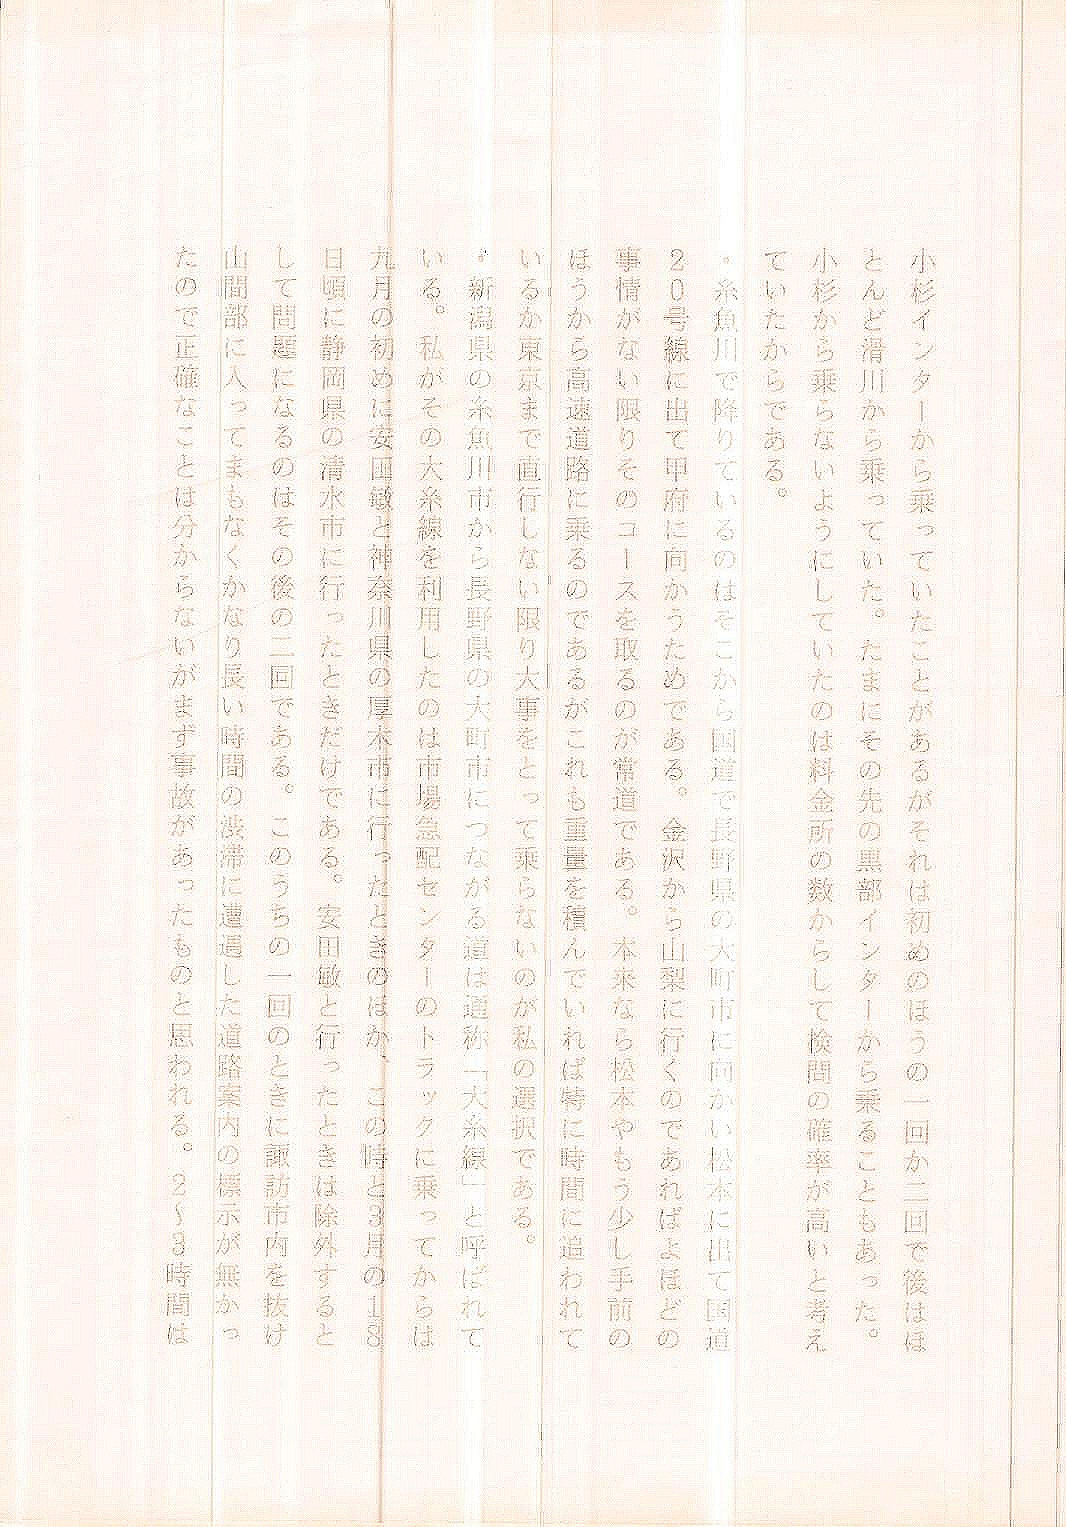 小杉インターから乗っていたことがあるがそれは初めのほうの一回か二回で後はほ
とんど滑川から乗っていた。たまにその先の黒部インターから乗ることもあった。
小杉から乗らないようにしていたのは料金所の数からして検問の確率が高いと考え
ていたからである。
・糸魚川で降りているのはそこから国道で長野県の大町市に向かい松本に出て国道
20号線に出て甲府に向かうためである。金沢から山梨に行くのであればよほどの
事情がない限りそのコースを取るのが常道である。本来なら松本やもう少し手前の
ほうから高速道路に乗るのであるがこれも重量を積んでいれば特に時間に追われて
いるか東京まで直行しない限り大事をとって乗らないのが私の選択である。
・新潟県の糸魚川市から長野県の大町市につながる道は通称「大糸線」と呼ばれて
いる。私がその大糸線を利用したのは市場急配センターのトラックに乗ってからは
九月の初めに安田敏と神奈川県の厚木市に行ったときのほか、この時と3月の18
日頃に静岡県の清水市に行ったときだけである。安田敏と行ったときは除外すると
して問題になるのはその後の二回である。このうちの一回のときに諏訪市内を抜け
山間部に入ってまもなくかなり長い時間の渋滞に遭遇した道路案内の標示が無かっ
たので正確なことは分からないがまず事故があったものと思われる。2～3時間は